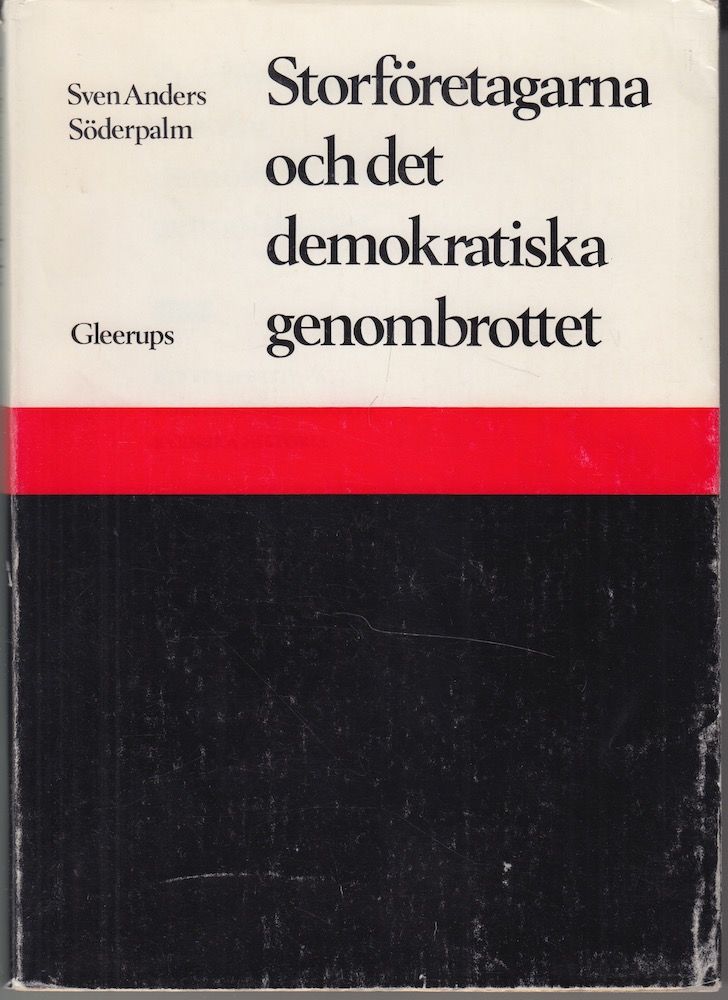 Sven Anders
Söderpalm
Storföretagarna
och det
demokratiska
genombrottet
Gleerups